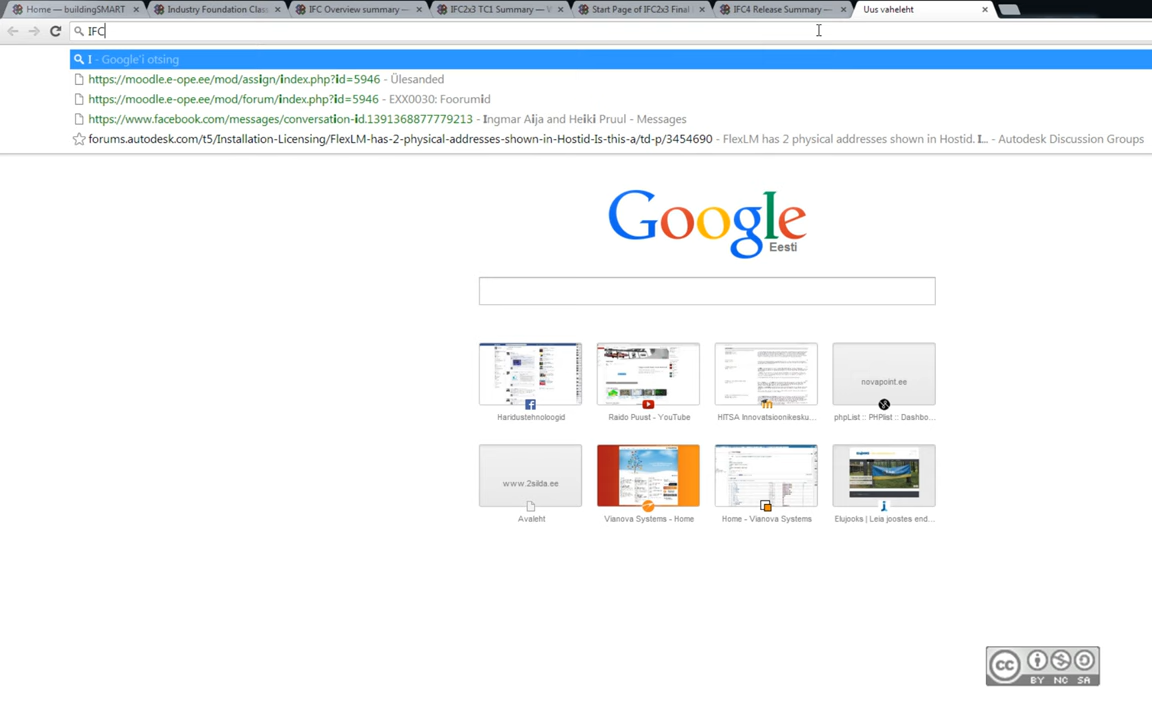 Home — buildingSMART
Industry Foundation Clas
IFC Overview summary —
IFC2x3 TC1 Summary — W
Start Page of IFC2x3 Final
IFC4 Release Summary —
Uus vaheleht
IFC
I - Google'i otsing
https://moodle.e-ope.ee/mod/assign/index.php?id=5946 - Ülesanded
https://moodle.e-ope.ee/mod/forum/index.php?id=5946 - EXX0030: Foorumid
https://www.facebook.com/messages/conversation-id.1391368877779213 - Ingmar Aija and Heiki Pruul - Messages
forums.autodesk.com/t5/Installation-Licensing/FlexLM-has-2-physical-addresses-shown-in-Hostid-Is-this-a/td-p/3454690 - FlexLM has 2 physical addresses shown in Hostid. I... - Autodesk Discussion Groups
Google
Eesti
novapoint.ee
Haridustehnoloogid
Raido Puust - YouTube
HITSA Innovatsioonikesku...
phpList :: PHPlist :: Dashbo...
www.2silda.ee
Avaleht
Vianova Systems - Home
Home - Vianova Systems
Elujooks | Leia joostes end...
cc
BY NC SA